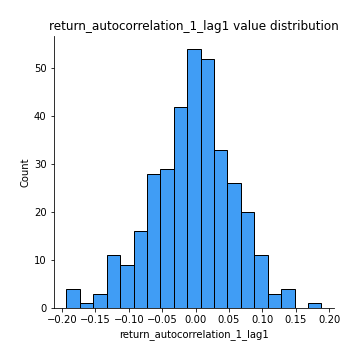 return_autocorrelation_1_lag1 value distribution
50
40
30
20
10
0
Count
−0.20 −0.15 −0.10 −0.05 0.00 0.05 0.10 0.15 0.20
return_autocorrelation_1_lag1